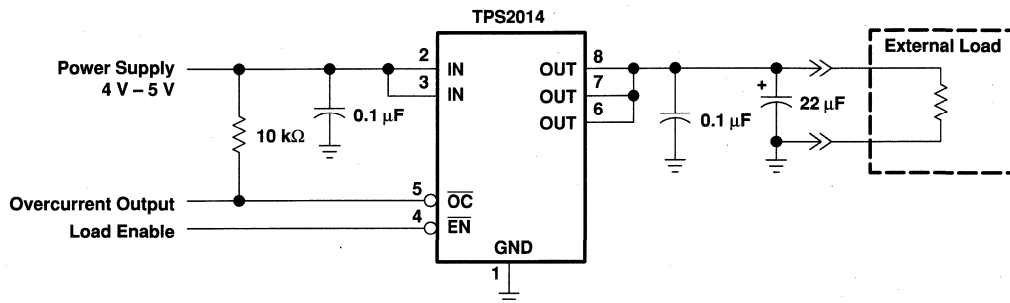 TPS2014
Power Supply
4 V – 5 V
2
IN
3
IN
OUT
8
OUT
7
OUT
6
0.1 μF
10 kΩ
0.1 μF
+
22 μF
External Load
Overcurrent Output
5
OC
Load Enable
4
EN
GND
1